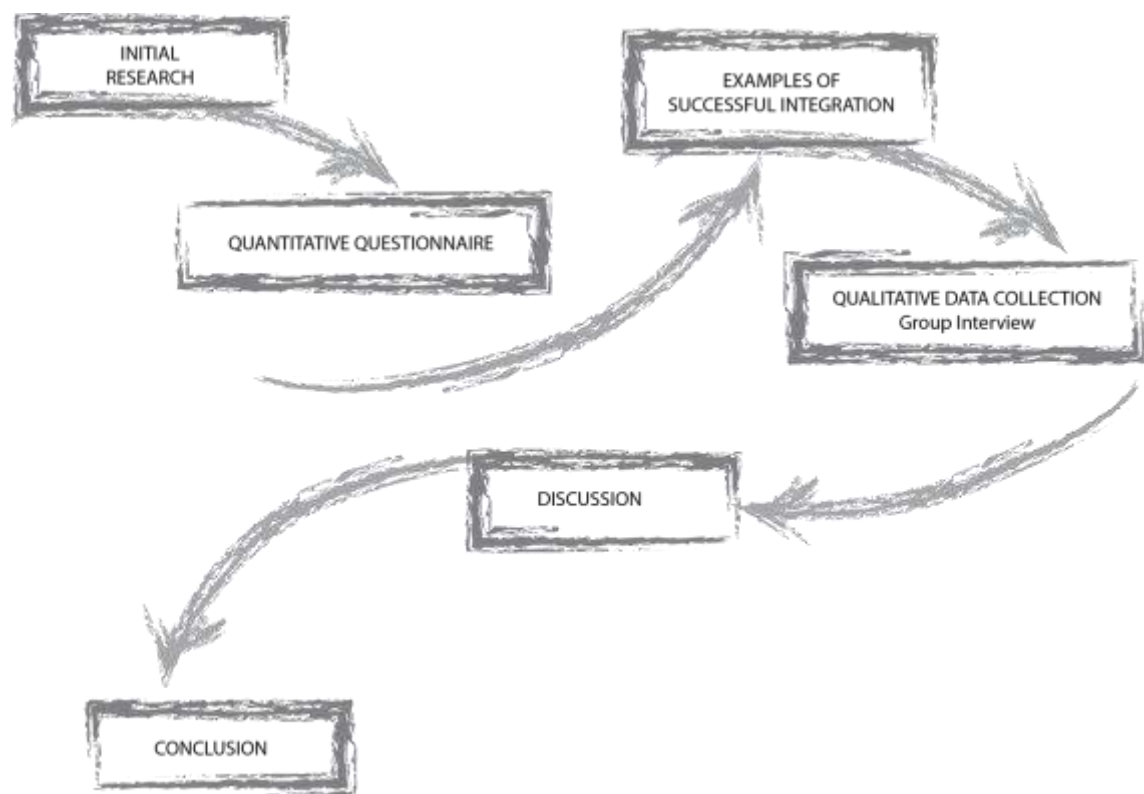 INITIAL
RESEARCH
QUANTITATIVE QUESTIONNAIRE
EXAMPLES OF
SUCCESSFUL INTEGRATION
QUALITATIVE DATA COLLECTION
Group Interview
DISCUSSION
CONCLUSION